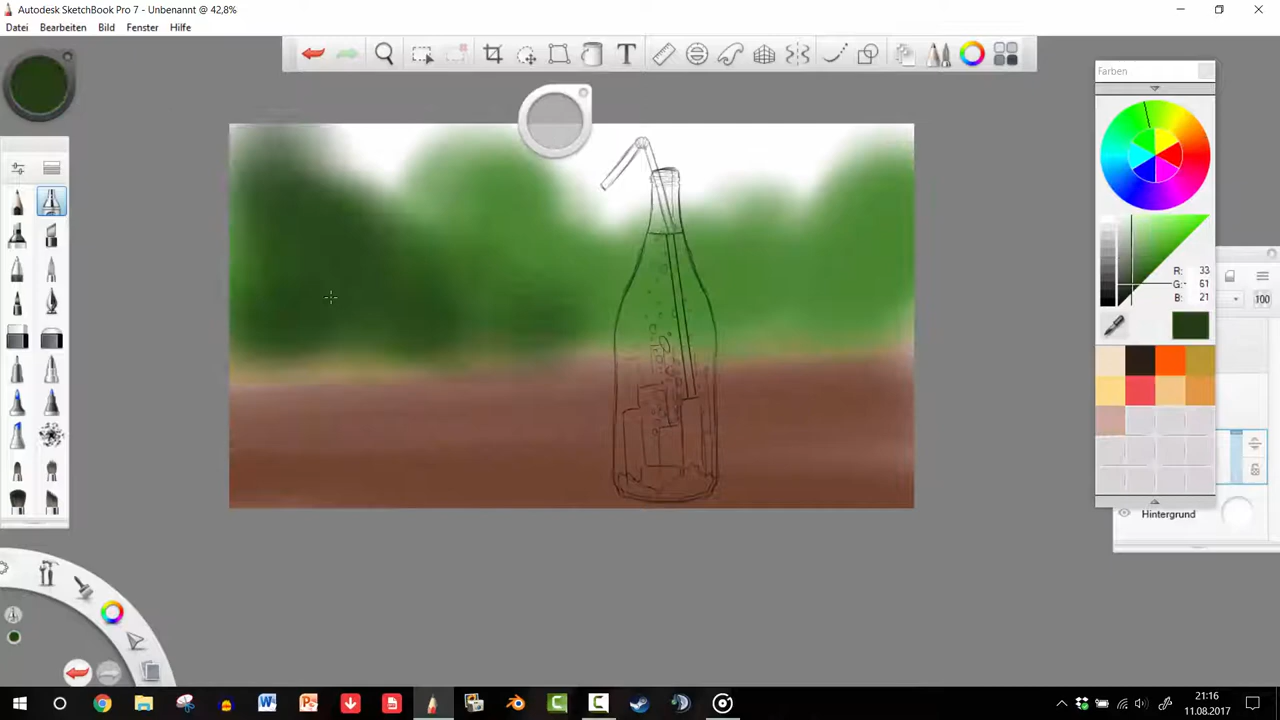 Autodesk SketchBook Pro 7 - Unbenannt @ 42,8%
Datei Bearbeiten Bild Fenster Hilfe
Farben
R: 33
G: 61
B: 21
100
Hintergrund
21:16
11.08.2017